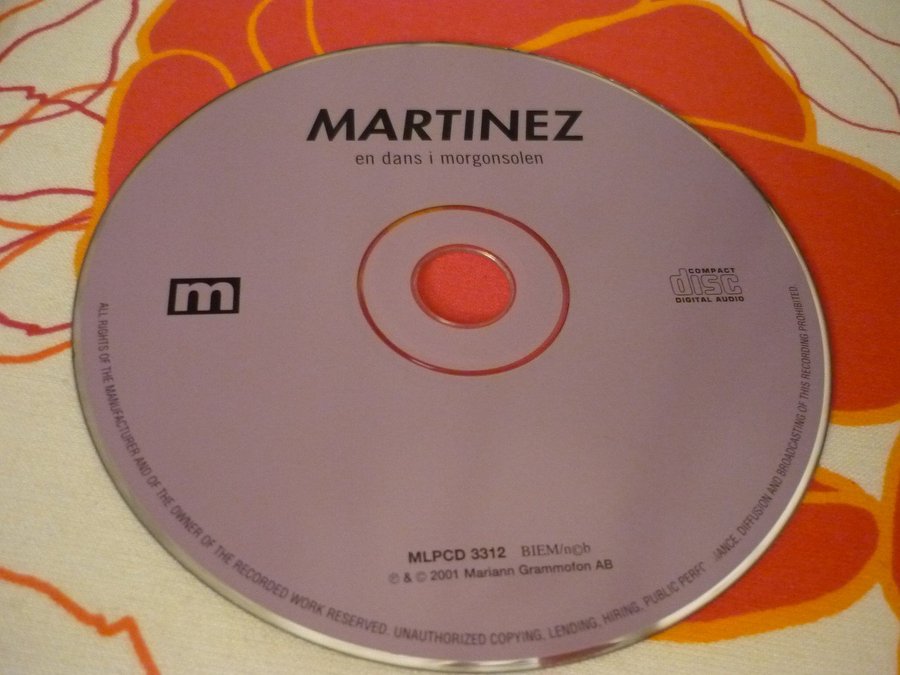 MARTINEZ
en dans i morgonsolen
m
COMPACT
disc
DIGITAL AUDIO
MLPCD 3312 BIEM/n©b
℗ & © 2001 Mariann Grammofon AB
ALL RIGHTS OF THE MANUFACTURER AND OF THE OWNER OF THE RECORDED WORK RESERVED. UNAUTHORIZED COPYING, LENDING, HIRING, PUBLIC PERF IANCE, DIFFUSION AND BROADCASTING OF THIS RECORDING PROHIBITED.